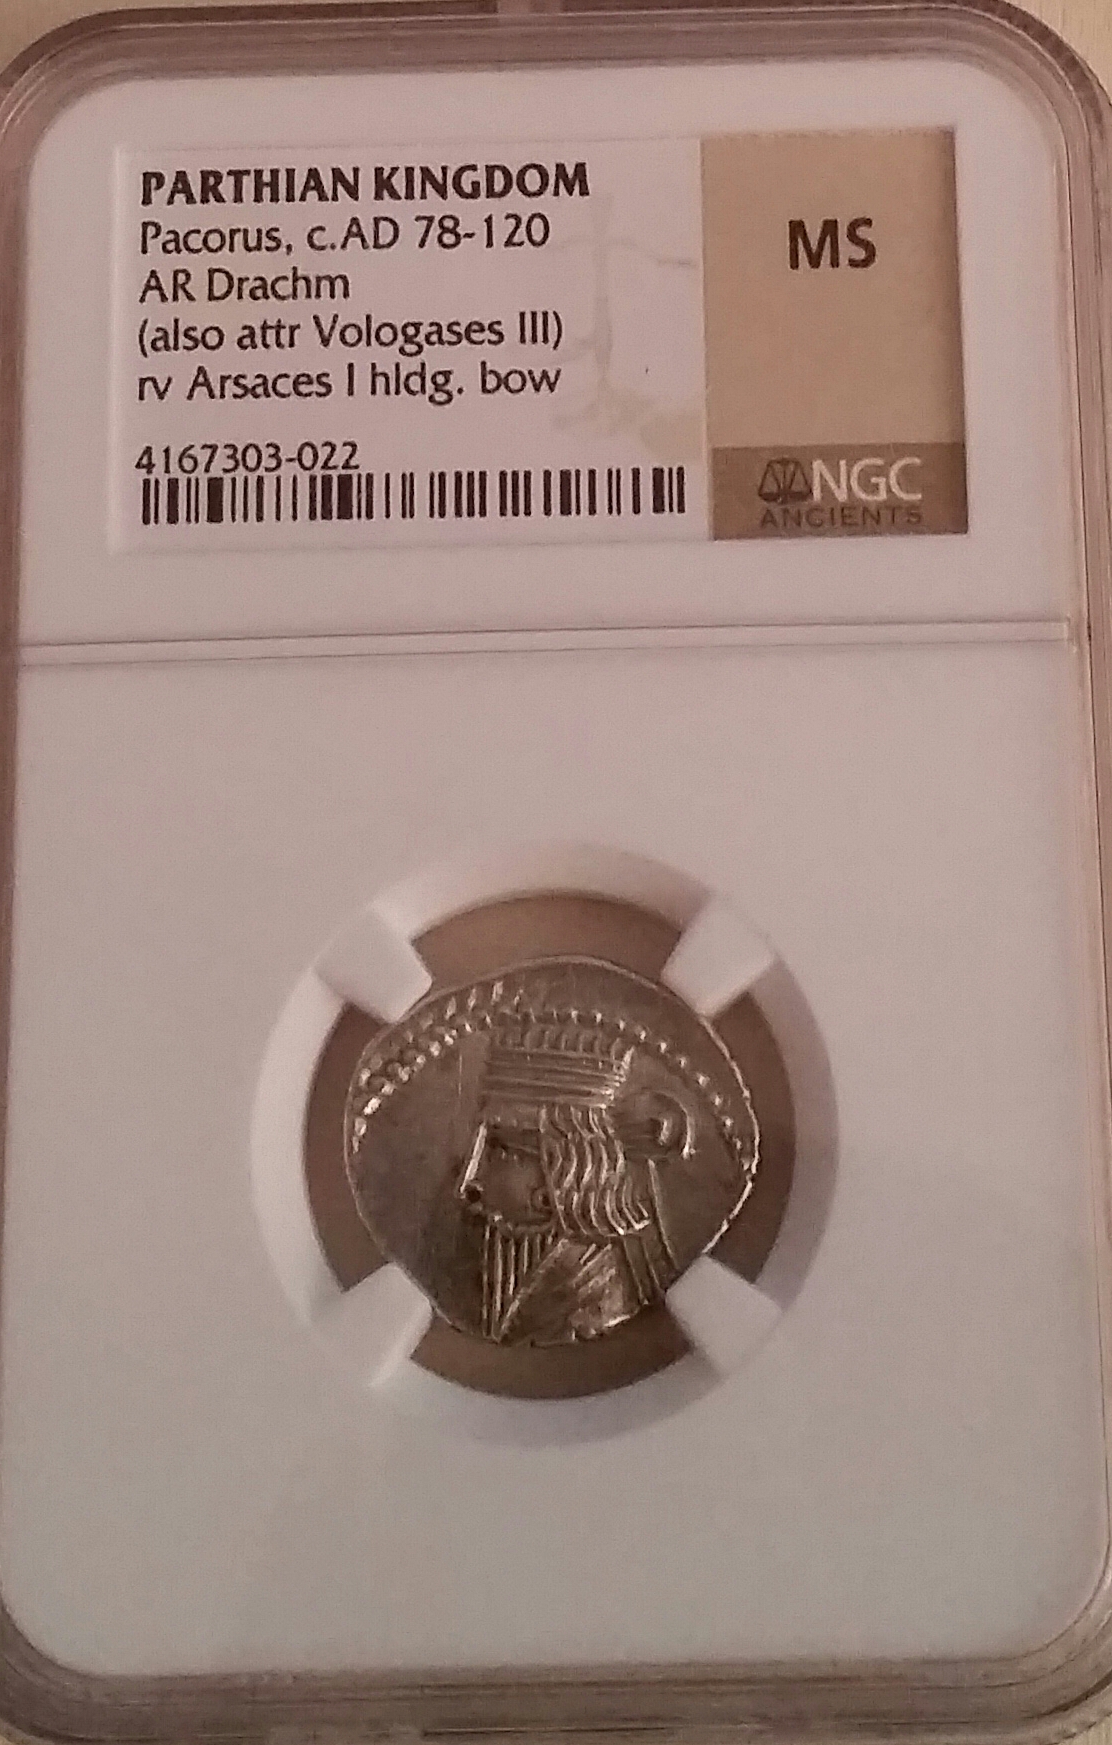 PARTHIAN KINGDOM
Pacorus, c.AD 78-120
AR Drachm
(also attr Vologases III)
rv Arsaces I hldg. bow
4167303-022
MS
NGC
ANCIENTS